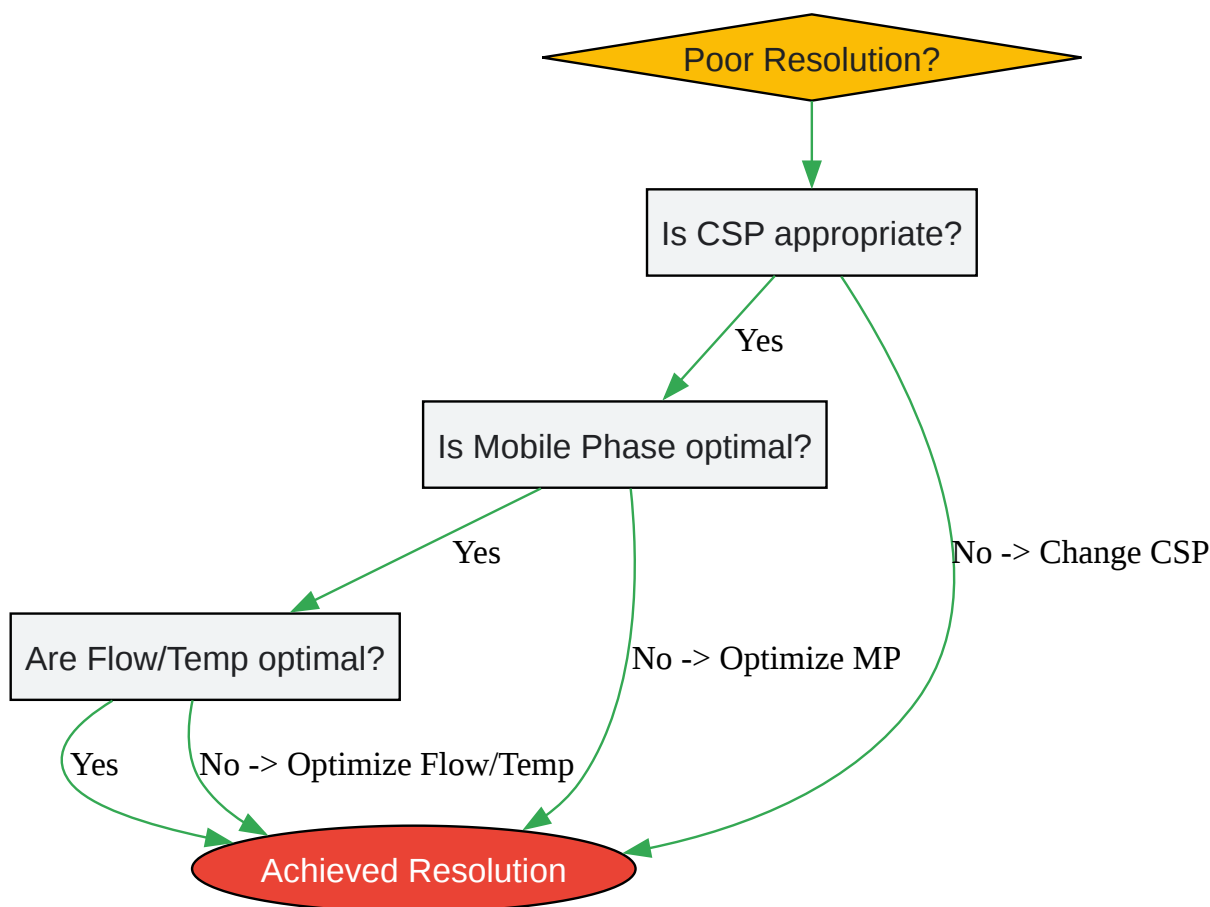 Poor Resolution?
Is CSP appropriate?
Yes
Is Mobile Phase optimal?
Yes
No -> Change CSP
Are Flow/Temp optimal?
No -> Optimize MP
Yes
No -> Optimize Flow/Temp
Achieved Resolution